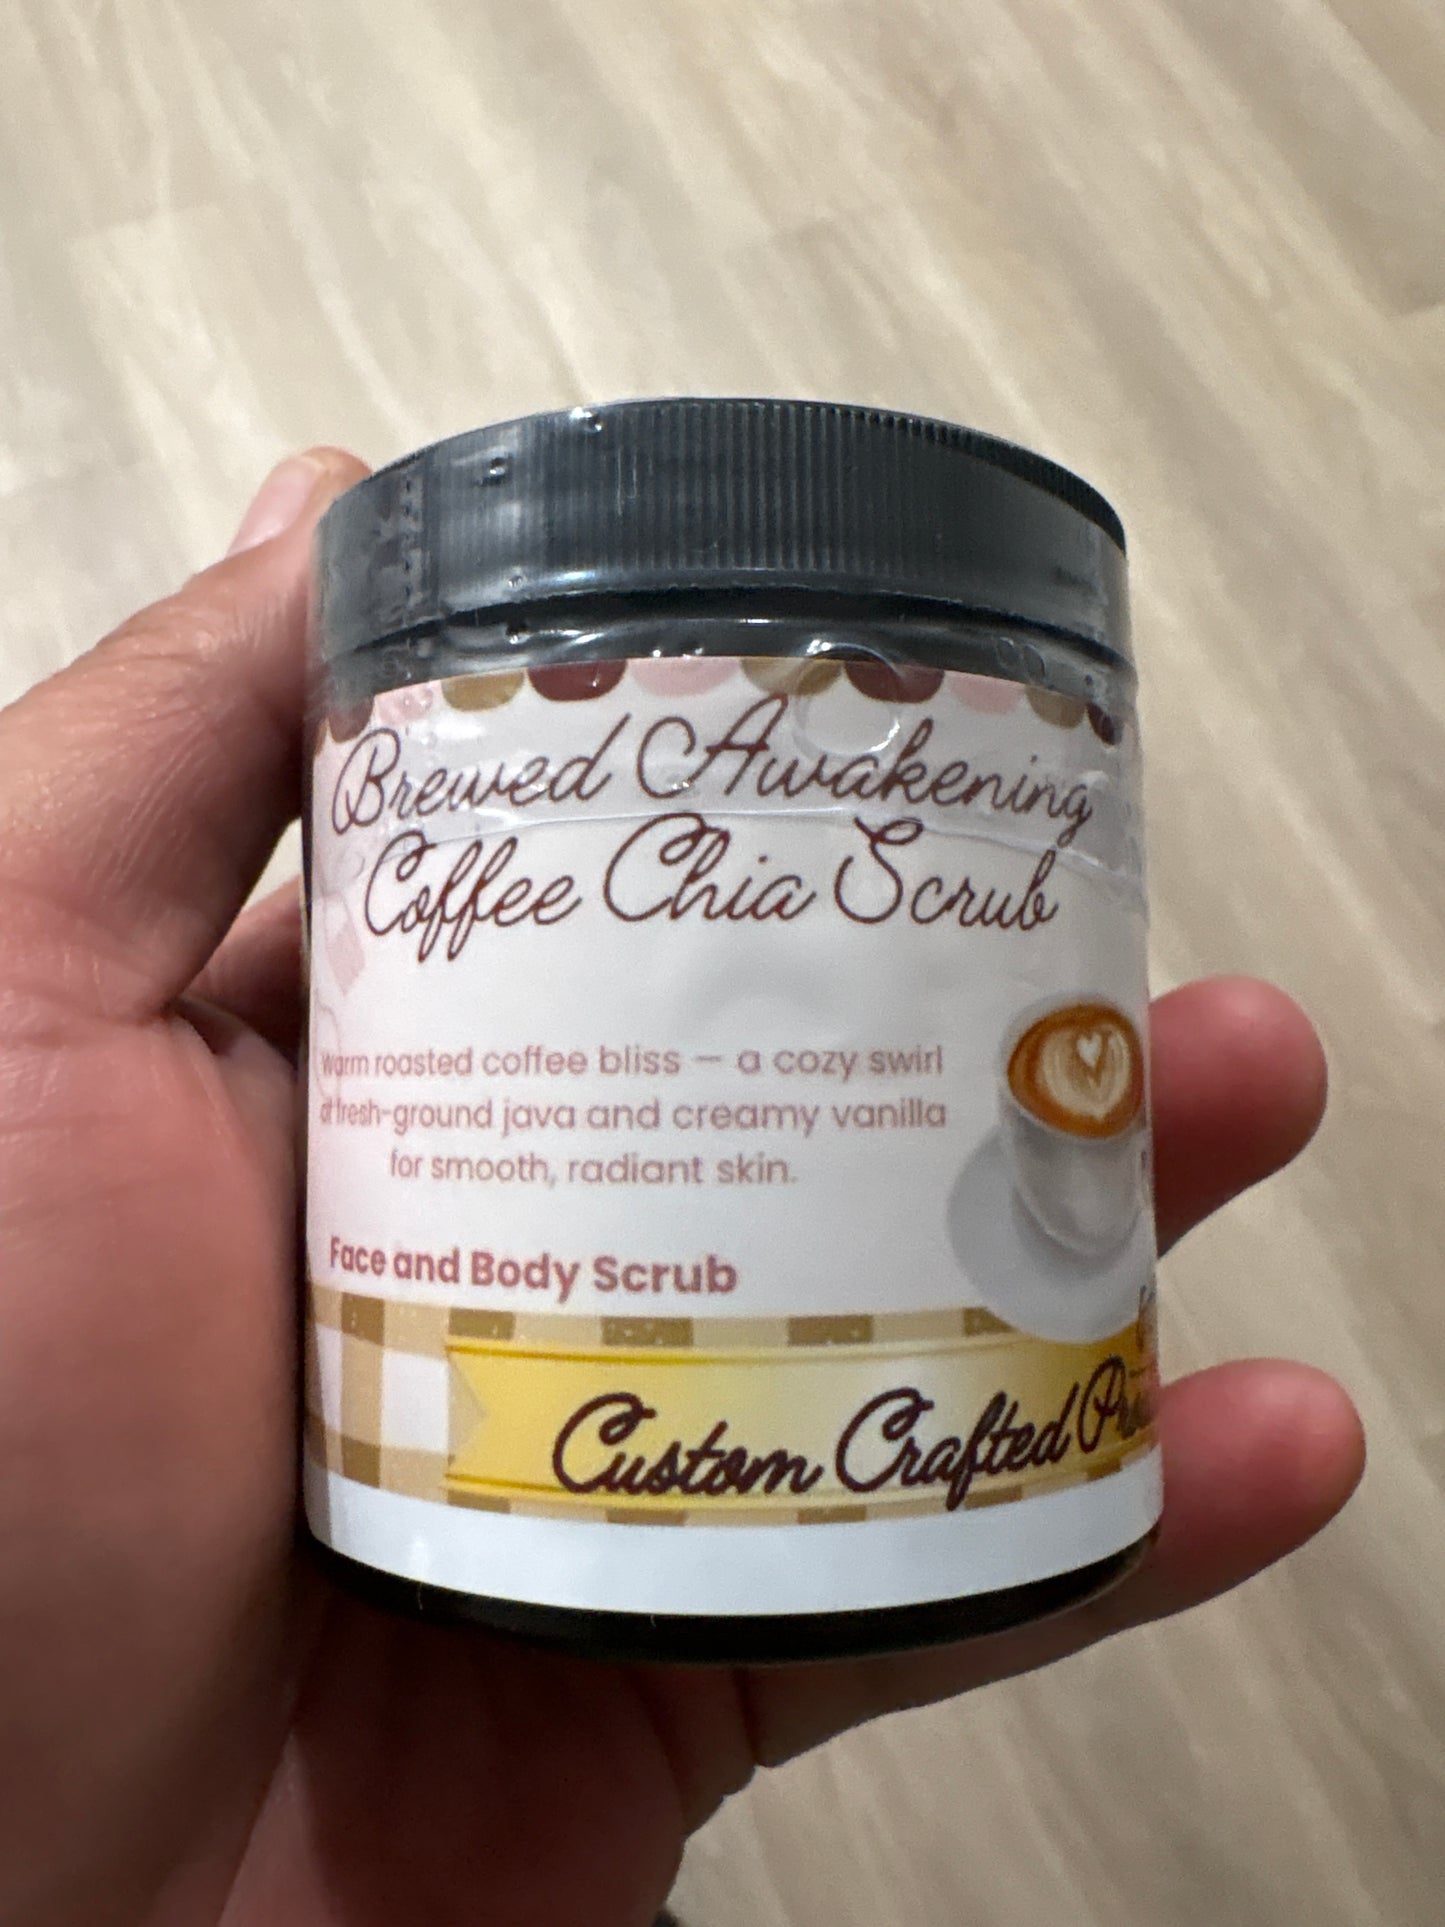 Brewed Awakening
Coffee Chia Scrub
warm roasted coffee bliss — a cozy swirl
of fresh-ground java and creamy vanilla
for smooth, radiant skin.
Face and Body Scrub
Custom Crafted